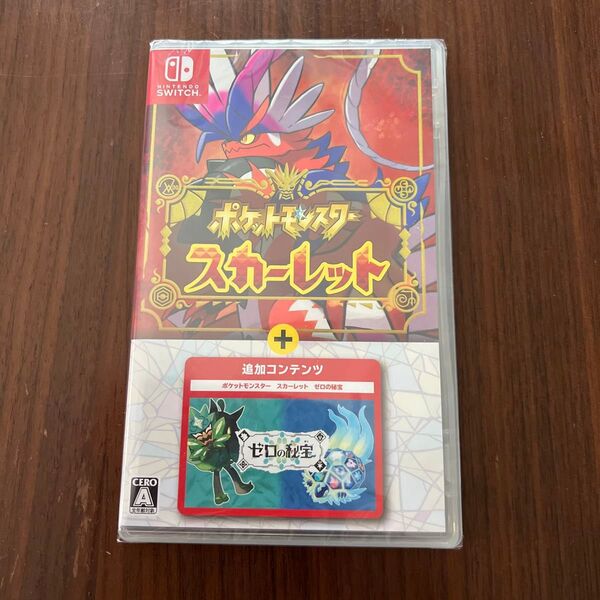 NINTENDO
SWITCH
ポケットモンスター
スカーレット
+
追加コンテンツ
ポケットモンスター スカーレット ゼロの秘宝
ゼロの秘宝
CERO
A
全年齢対象